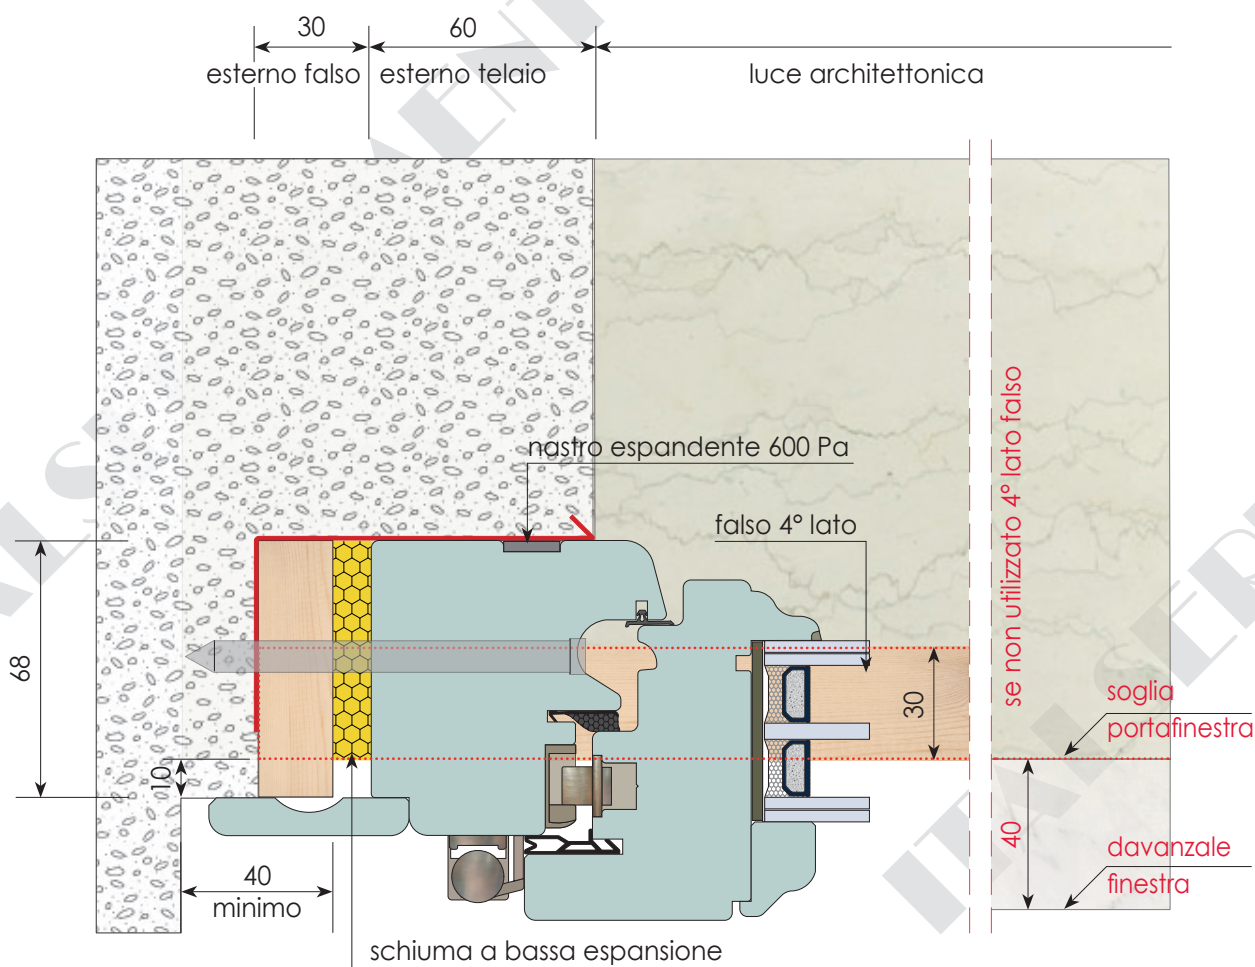 30
60
esterno falso
esterno telaio
luce architettonica
nastro espandente 600 Pa
falso 4° lato
se non utilizzato 4° lato falso
68
10
30
soglia
portafinestra
40
davanzale
finestra
40
minimo
schiuma a bassa espansione